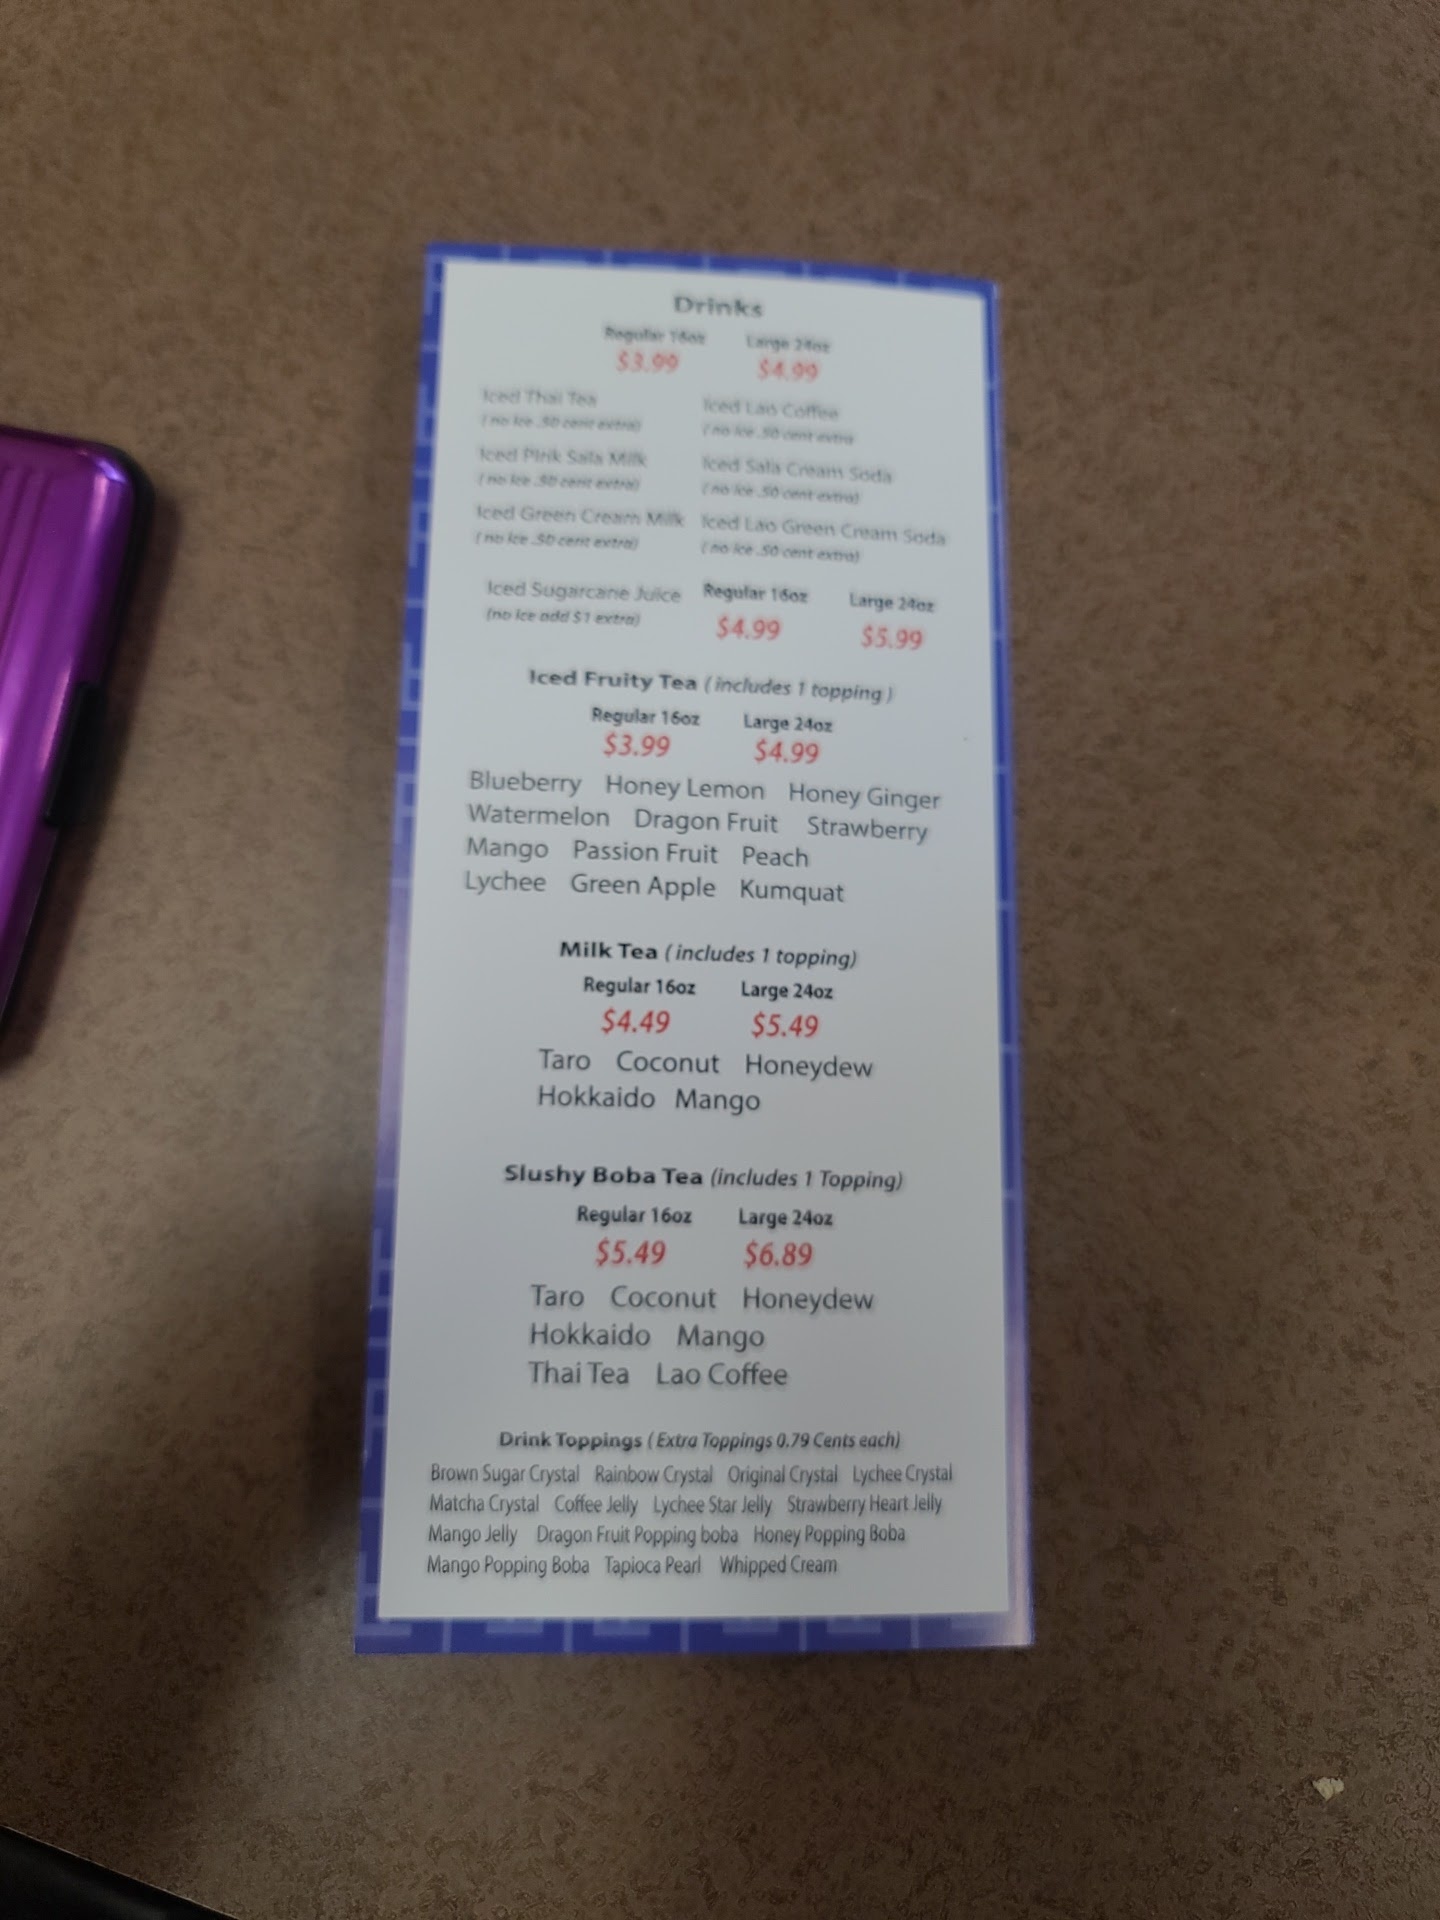 Drinks
Regular 16oz Large 24oz
$3.99 $4.99
Iced Thai Tea Iced Lao Coffee
( no ice .50 cent extra) ( no ice .50 cent extra
Iced Pink Sala Milk Iced Sala Cream Soda
( no ice .50 cent extra) ( no ice .50 cent extra)
Iced Green Cream Milk Iced Lao Green Cream Soda
( no ice .50 cent extra) ( no ice .50 cent extra)
Iced Sugarcane Juice Regular 16oz Large 24oz
(no ice add $1 extra) $4.99 $5.99
Iced Fruity Tea ( includes 1 topping )
Regular 16oz Large 24oz
$3.99 $4.99
Blueberry Honey Lemon Honey Ginger
Watermelon Dragon Fruit Strawberry
Mango Passion Fruit Peach
Lychee Green Apple Kumquat
Milk Tea ( includes 1 topping)
Regular 16oz Large 24oz
$4.49 $5.49
Taro Coconut Honeydew
Hokkaido Mango
Slushy Boba Tea (includes 1 Topping)
Regular 16oz Large 24oz
$5.49 $6.89
Taro Coconut Honeydew
Hokkaido Mango
Thai Tea Lao Coffee
Drink Toppings ( Extra Toppings 0.79 Cents each)
Brown Sugar Crystal Rainbow Crystal Original Crystal Lychee Crystal
Matcha Crystal Coffee Jelly Lychee Star Jelly Strawberry Heart Jelly
Mango Jelly Dragon Fruit Popping boba Honey Popping Boba
Mango Popping Boba Tapioca Pearl Whipped Cream